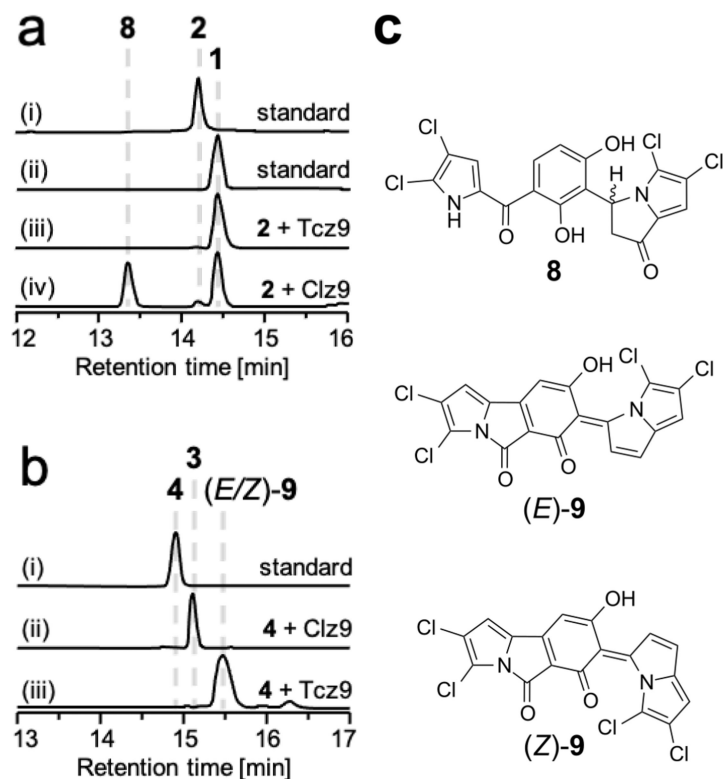 a
8 2 1
(i) standard
(ii) standard
(iii) 2 + Tcz9
(iv) 2 + Clz9
12 13 14 15 16
Retention time [min]
b
3
4 (E/Z)-9
(i) standard
(ii) 4 + Clz9
(iii) 4 + Tcz9
13 14 15 16 17
Retention time [min]
c
Cl OH Cl
Cl H Cl
N
NH
O OH
O
8
OH Cl
Cl Cl
N N
Cl
O O
(E)-9
OH
Cl
N
Cl N
O O
Cl Cl
(Z)-9